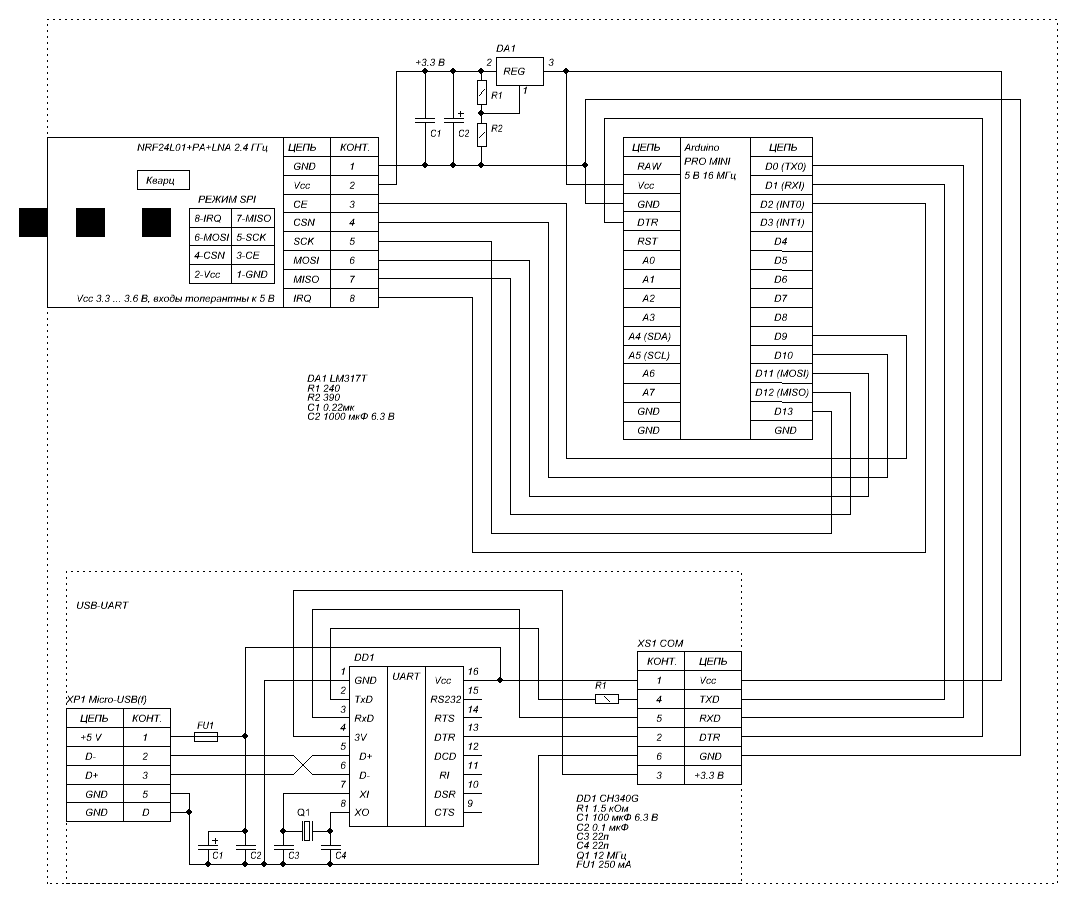 DA1
+3.3 В
2
REG
3
1
R1
R2
C1
+
C2
NRF24L01+PA+LNA 2.4 ГГц
Кварц
РЕЖИМ SPI
8-IRQ 7-MISO
6-MOSI 5-SCK
4-CSN 3-CE
2-Vcc 1-GND
Vcc 3.3 ... 3.6 В, входы толерантны к 5 В
ЦЕПЬ КОНТ.
GND 1
Vcc 2
CE 3
CSN 4
SCK 5
MOSI 6
MISO 7
IRQ 8
Arduino
PRO MINI
5 В 16 МГц
ЦЕПЬ ЦЕПЬ
RAW D0 (TX0)
Vcc D1 (RXI)
GND D2 (INT0)
DTR D3 (INT1)
RST D4
A0 D5
A1 D6
A2 D7
A3 D8
A4 (SDA) D9
A5 (SCL) D10
A6 D11 (MOSI)
A7 D12 (MISO)
GND D13
GND GND
DA1 LM317T
R1 240
R2 390
C1 0.22мк
C2 1000 мкФ 6.3 В
USB-UART
XP1 Micro-USB(f)
ЦЕПЬ КОНТ.
+5 V 1
D- 2
D+ 3
GND 5
GND D
FU1
+
C1
C2
C3
Q1
C4
DD1
UART
1 GND Vcc 16
2 TxD RS232 15
3 RxD RTS 14
4 3V DTR 13
5 D+ DCD 12
6 D- RI 11
7 XI DSR 10
8 XO CTS 9
R1
XS1 COM
КОНТ. ЦЕПЬ
1 Vcc
4 TXD
5 RXD
2 DTR
6 GND
3 +3.3 В
DD1 CH340G
R1 1.5 кОм
C1 100 мкФ 6.3 В
C2 0.1 мкФ
C3 22п
C4 22п
Q1 12 МГц
FU1 250 мА